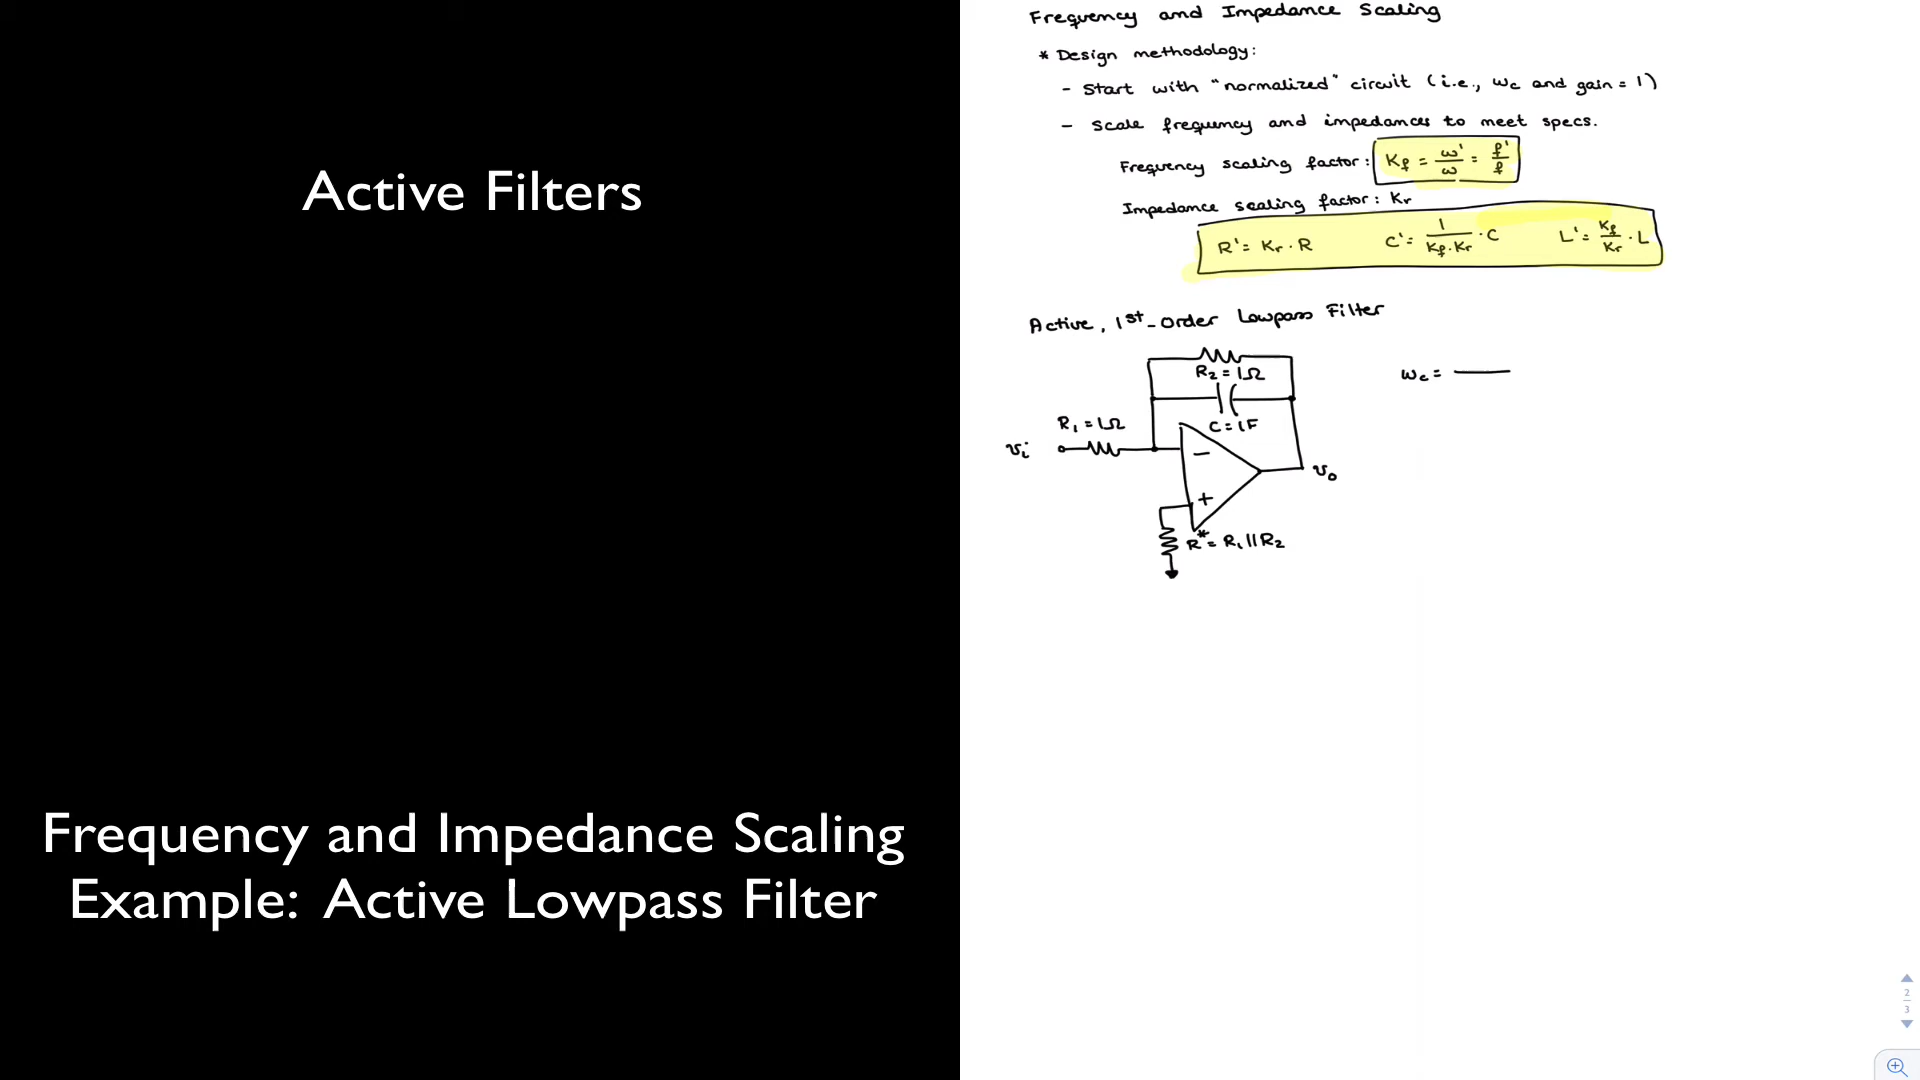 Active Filters
Frequency and Impedance Scaling
Example: Active Lowpass Filter
Frequency and Impedance Scaling
* Design methodology:
- Start with "normalized" circuit (i.e., ωc and gain = 1)
- Scale frequency and impedances to meet specs.
Frequency scaling factor: Kf = ω'/ω = f'/f
Impedance scaling factor: Kr
R' = Kr · R C' = 1/(Kf · Kr) · C L' = Kf/Kr · L
Active, 1st-Order Lowpass Filter
R2 = 1Ω
ωc =
C = 1F
R1 = 1Ω
vi
−
+
vo
R* = R1 || R2
2
3